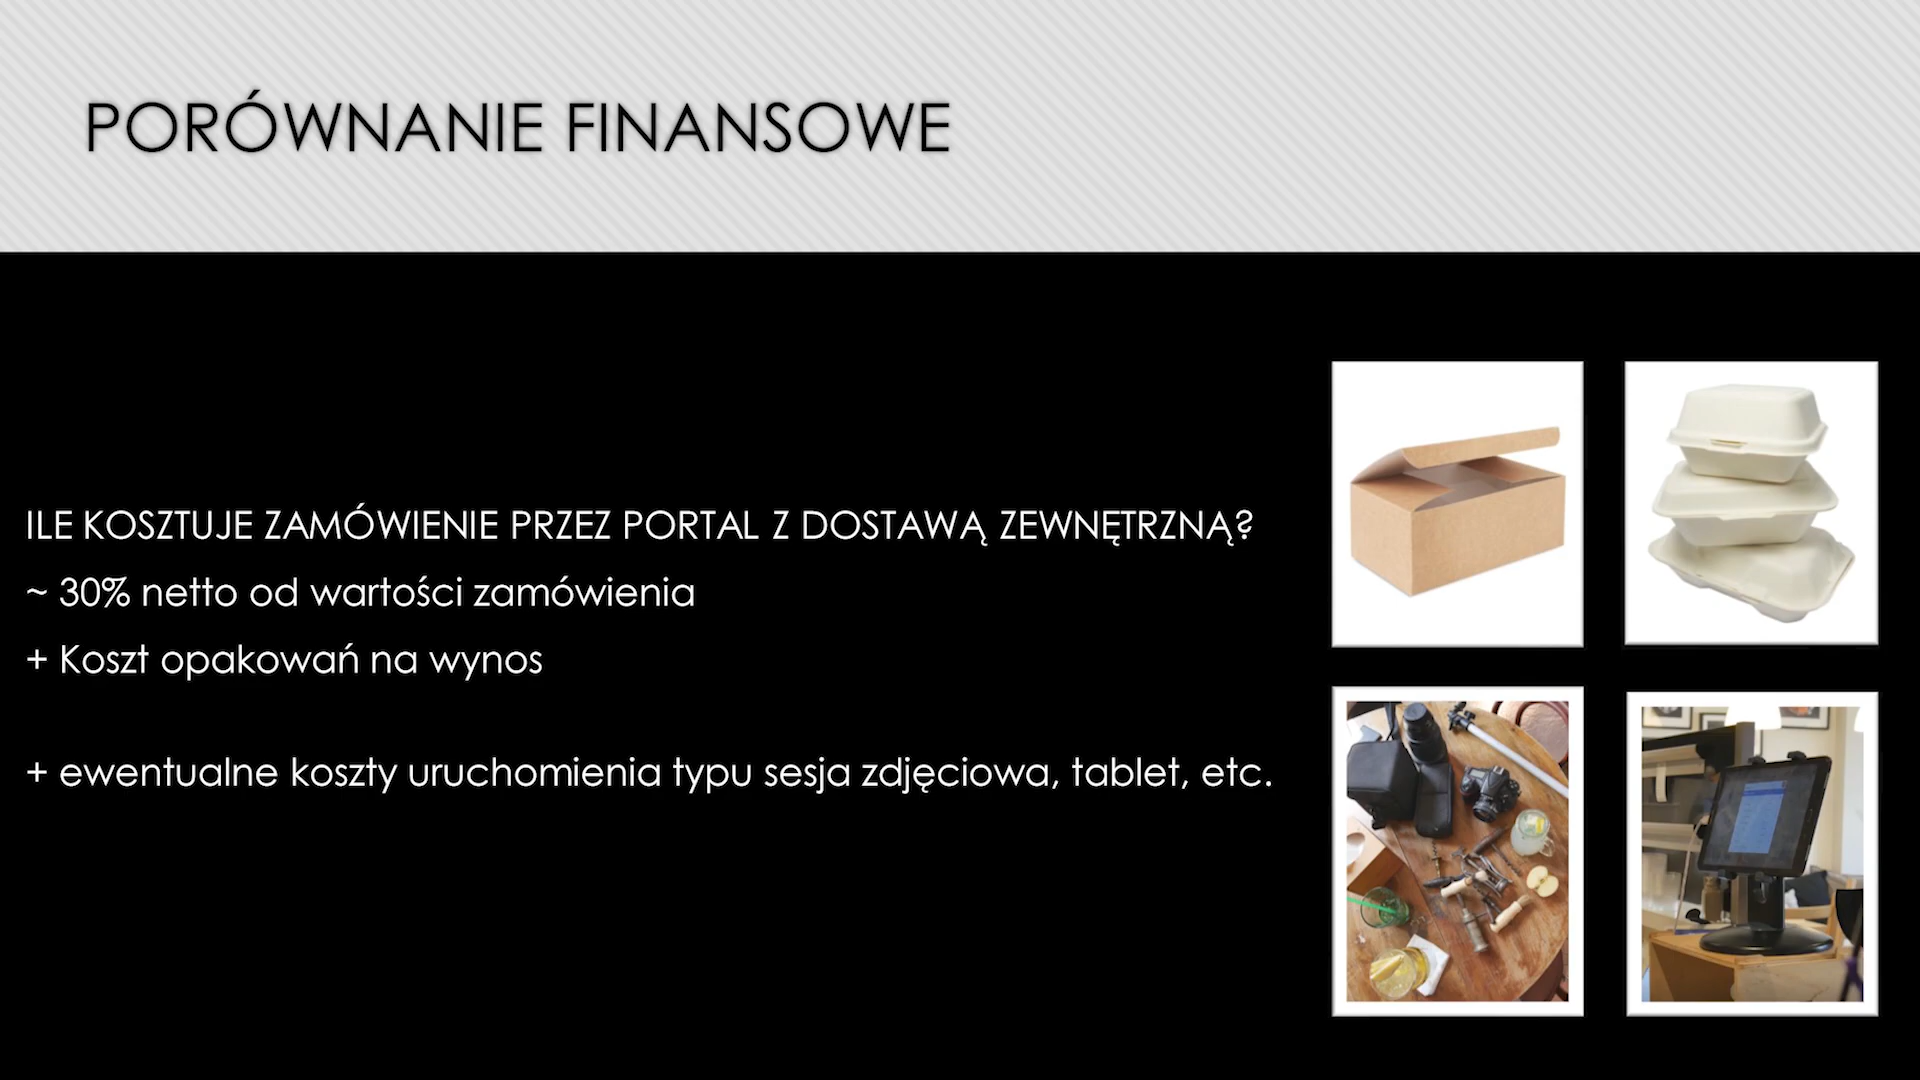 PORÓWNANIE FINANSOWE
ILE KOSZTUJE ZAMÓWIENIE PRZEZ PORTAL Z DOSTAWĄ ZEWNĘTRZNĄ?
~ 30% netto od wartości zamówienia
+ Koszt opakowań na wynos
+ ewentualne koszty uruchomienia typu sesja zdjęciowa, tablet, etc.